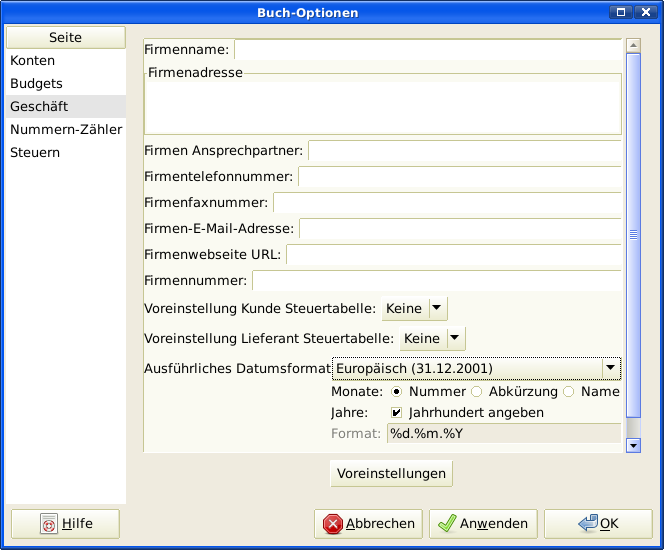 Buch-Optionen
Seite
Konten
Budgets
Geschäft
Nummern-Zähler
Steuern
Firmenname:
Firmenadresse
Firmen Ansprechpartner:
Firmentelefonnummer:
Firmenfaxnummer:
Firmen-E-Mail-Adresse:
Firmenwebseite URL:
Firmennummer:
Voreinstellung Kunde Steuertabelle: Keine
Voreinstellung Lieferant Steuertabelle: Keine
Ausführliches Datumsformat Europäisch (31.12.2001)
Monate: Nummer Abkürzung Name
Jahre: Jahrhundert angeben
Format: %d.%m.%Y
Voreinstellungen
Hilfe Abbrechen Anwenden OK